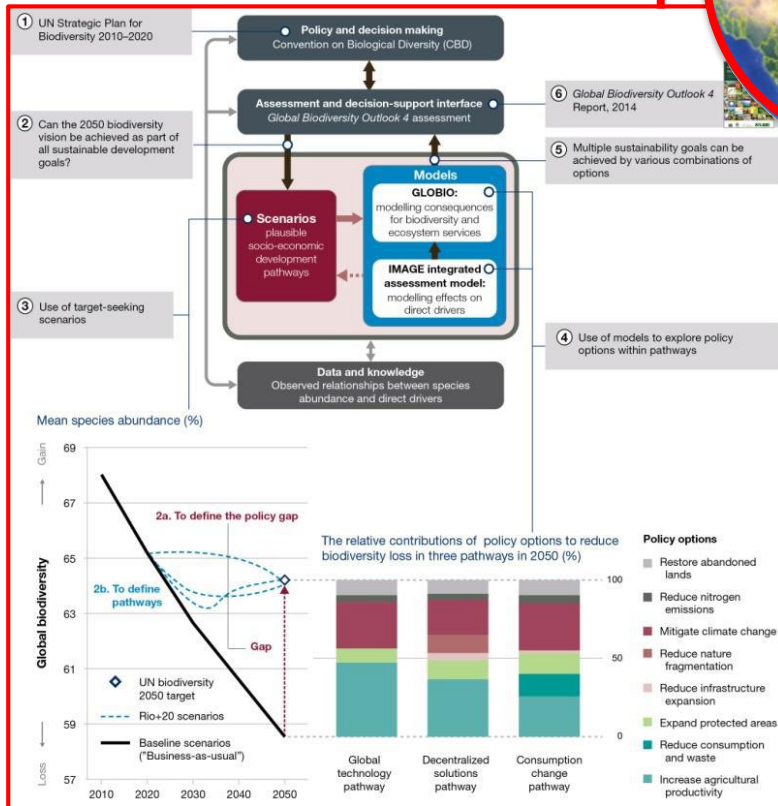 ① UN Strategic Plan for
Biodiversity 2010–2020
Policy and decision making
Convention on Biological Diversity (CBD)
Assessment and decision-support interface
Global Biodiversity Outlook 4 assessment
⑥ Global Biodiversity Outlook 4
Report, 2014
② Can the 2050 biodiversity
vision be achieved as part of
all sustainable development
goals?
⑤ Multiple sustainability goals can be
achieved by various combinations of
options
Scenarios
plausible
socio-economic
development
pathways
Models
GLOBIO:
modelling consequences
for biodiversity and
ecosystem services
IMAGE integrated
assessment model:
modelling effects on
direct drivers
③ Use of target-seeking
scenarios
④ Use of models to explore policy
options within pathways
Data and knowledge
Observed relationships between species
abundance and direct drivers
Mean species abundance (%)
Gain
Global biodiversity
Loss
69
67
65
63
61
59
57
2010
2020
2030
2040
2050
2a. To define the policy gap
2b. To define
pathways
Gap
UN biodiversity
2050 target
Rio+20 scenarios
Baseline scenarios
("Business-as-usual")
The relative contributions of policy options to reduce
biodiversity loss in three pathways in 2050 (%)
100
50
0
Global
technology
pathway
Decentralized
solutions
pathway
Consumption
change
pathway
Policy options
Restore abandoned
lands
Reduce nitrogen
emissions
Mitigate climate change
Reduce nature
fragmentation
Reduce infrastructure
expansion
Expand protected areas
Reduce consumption
and waste
Increase agricultural
productivity